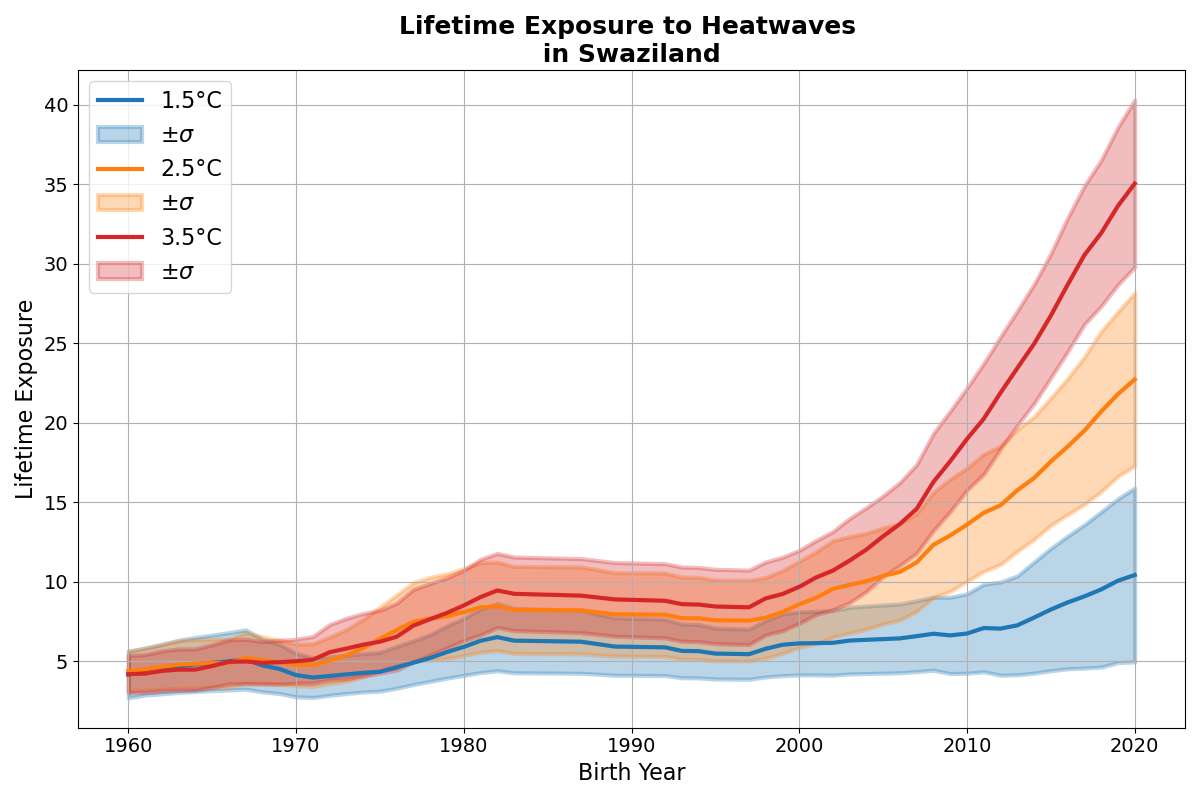 Lifetime Exposure to Heatwaves
in Swaziland
1.5°C
±σ
2.5°C
±σ
3.5°C
±σ
40
35
30
25
20
15
10
5
Lifetime Exposure
1960 1970 1980 1990 2000 2010 2020
Birth Year